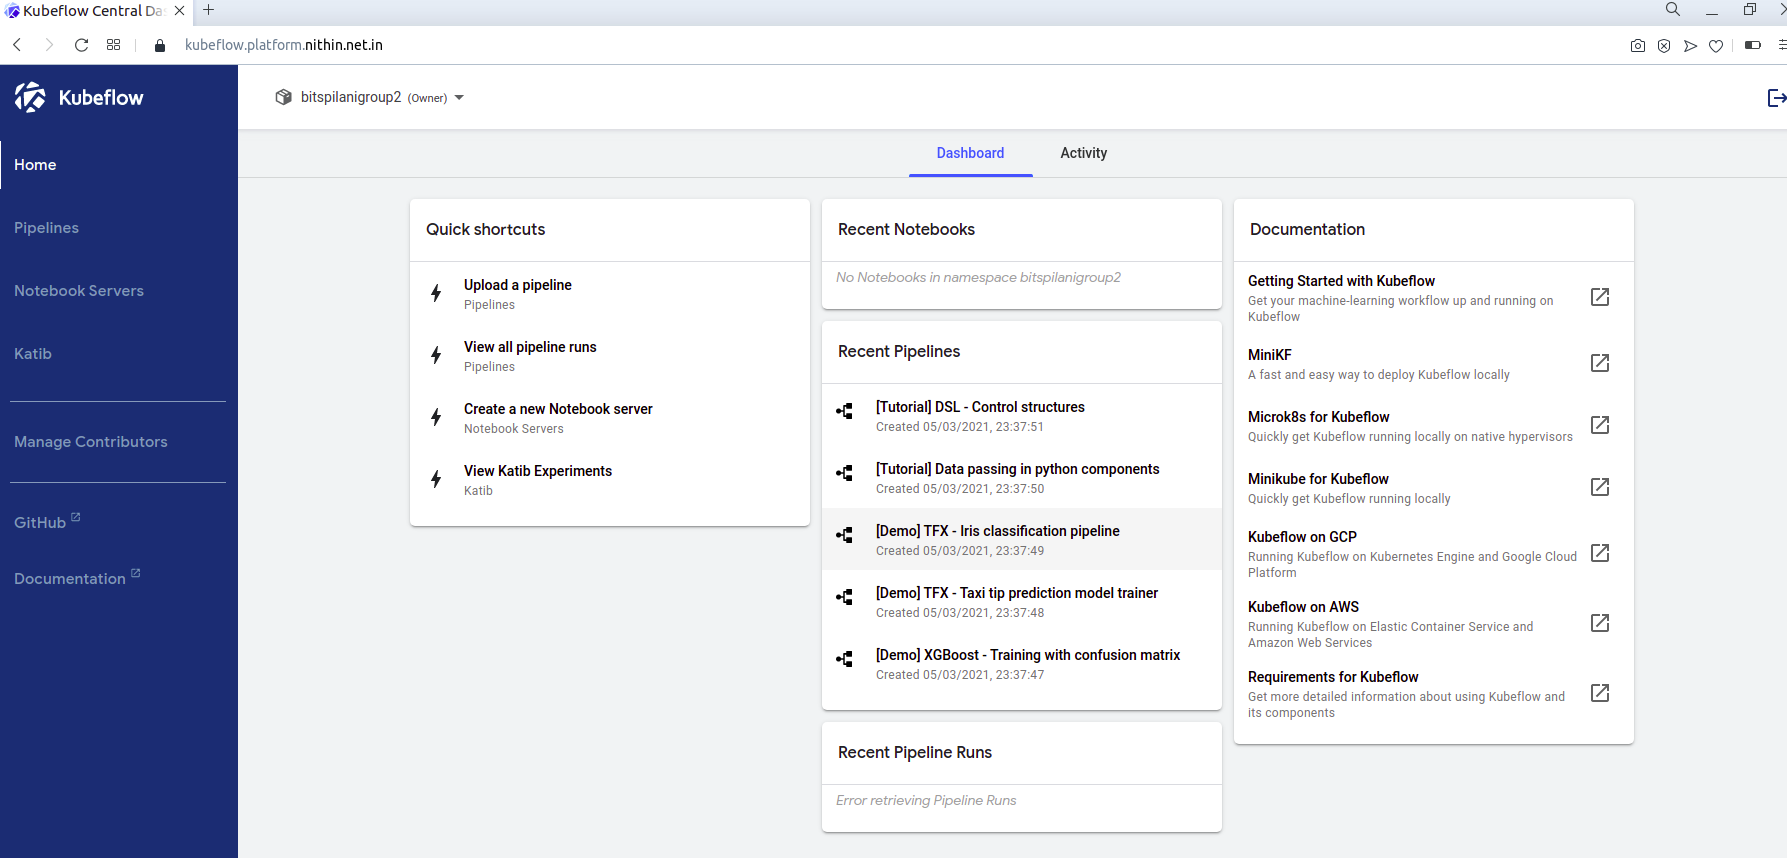 Kubeflow Central Da
kubeflow.platform.nithin.net.in
Kubeflow
bitspilanigroup2 (Owner)
Home
Pipelines
Notebook Servers
Katib
Manage Contributors
GitHub
Documentation
Dashboard
Activity
Quick shortcuts
Upload a pipeline
Pipelines
View all pipeline runs
Pipelines
Create a new Notebook server
Notebook Servers
View Katib Experiments
Katib
Recent Notebooks
No Notebooks in namespace bitspilanigroup2
Recent Pipelines
[Tutorial] DSL - Control structures
Created 05/03/2021, 23:37:51
[Tutorial] Data passing in python components
Created 05/03/2021, 23:37:50
[Demo] TFX - Iris classification pipeline
Created 05/03/2021, 23:37:49
[Demo] TFX - Taxi tip prediction model trainer
Created 05/03/2021, 23:37:48
[Demo] XGBoost - Training with confusion matrix
Created 05/03/2021, 23:37:47
Recent Pipeline Runs
Error retrieving Pipeline Runs
Documentation
Getting Started with Kubeflow
Get your machine-learning workflow up and running on
Kubeflow
MiniKF
A fast and easy way to deploy Kubeflow locally
Microk8s for Kubeflow
Quickly get Kubeflow running locally on native hypervisors
Minikube for Kubeflow
Quickly get Kubeflow running locally
Kubeflow on GCP
Running Kubeflow on Kubernetes Engine and Google Cloud
Platform
Kubeflow on AWS
Running Kubeflow on Elastic Container Service and
Amazon Web Services
Requirements for Kubeflow
Get more detailed information about using Kubeflow and
its components